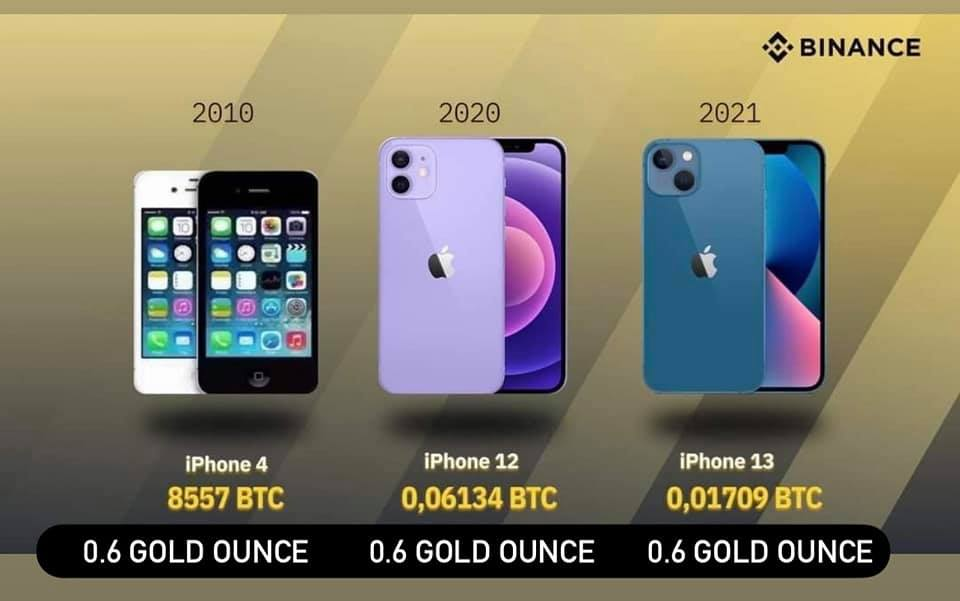 BINANCE
2010
2020
2021
iPhone 4
8557 BTC
0.6 GOLD OUNCE
iPhone 12
0,06134 BTC
0.6 GOLD OUNCE
iPhone 13
0,01709 BTC
0.6 GOLD OUNCE